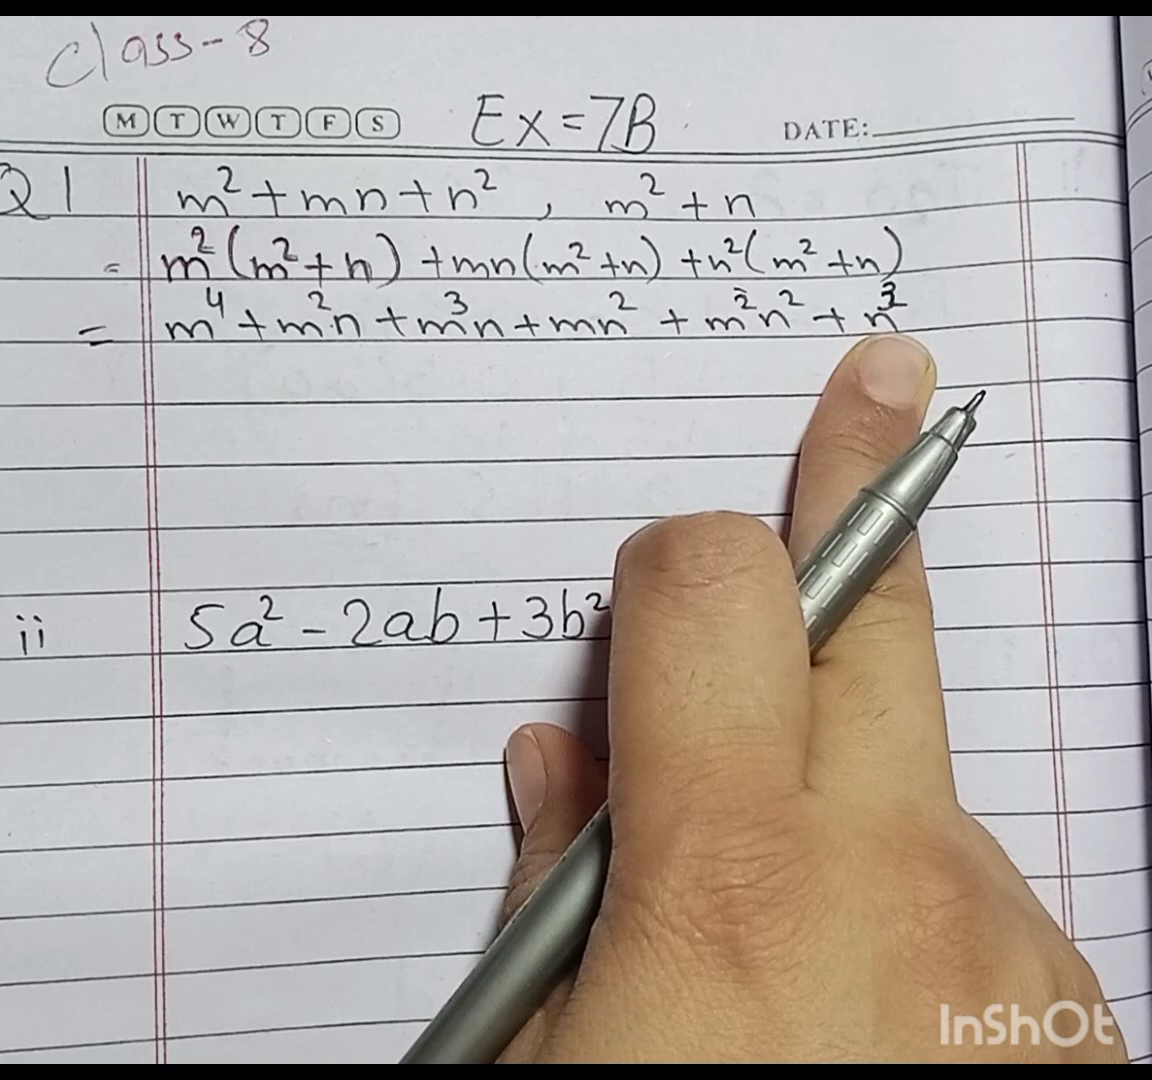 Class-8
M T W T F S Ex=7B DATE:
Q1 m² + mn + n² , m² + n
= m²(m²+n) + mn(m²+n) + n²(m²+n)
= m⁴ + m²n + m³n + mn² + m²n² + n³
ii 5a² - 2ab + 3b²
InShOt